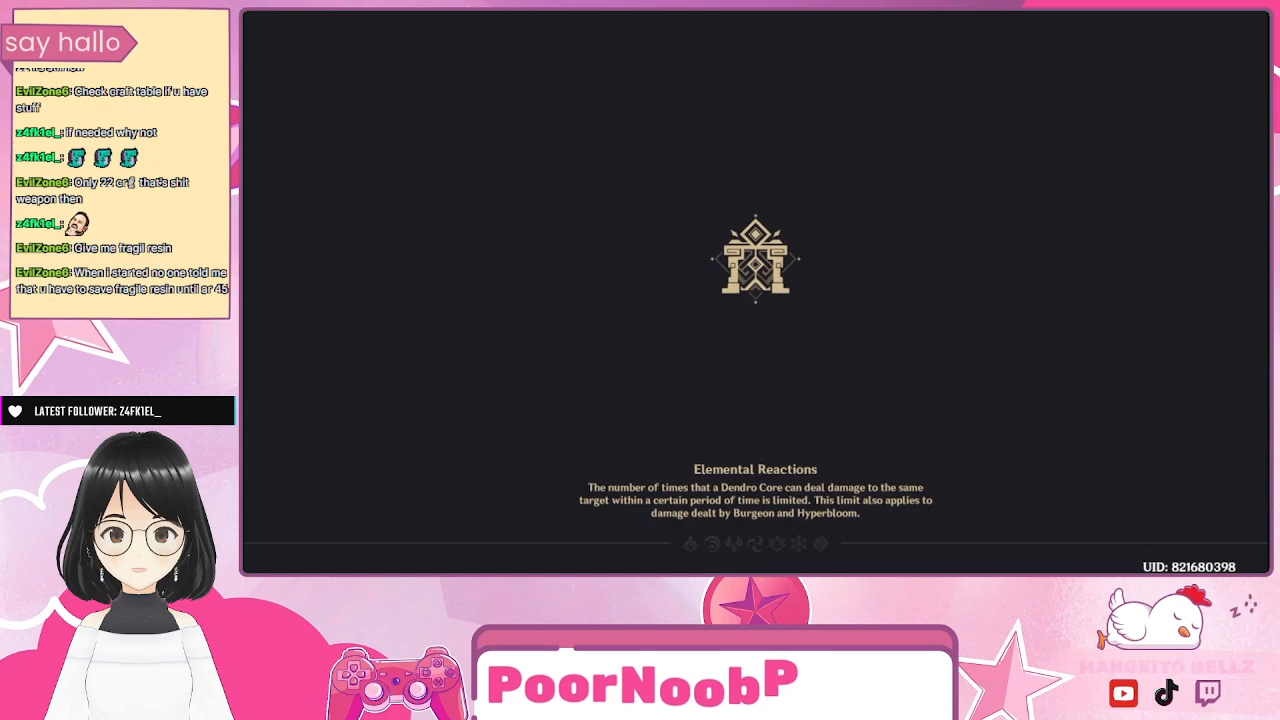 say hallo
EvilZone6: Check craft table if u have
stuff
z4fk1el_: if needed why not
z4fk1el_:
EvilZone6: Only 22 cr that's shit
weapon then
z4fk1el_:
EvilZone6: Give me fragil resin
EvilZone6: When i started no one told me
that u have to save fragile resin until ar 45
LATEST FOLLOWER: Z4FK1EL_
Elemental Reactions
The number of times that a Dendro Core can deal damage to the same
target within a certain period of time is limited. This limit also applies to
damage dealt by Burgeon and Hyperbloom.
UID: 821680398
PoorNoobP
MANOKITO BELLZ